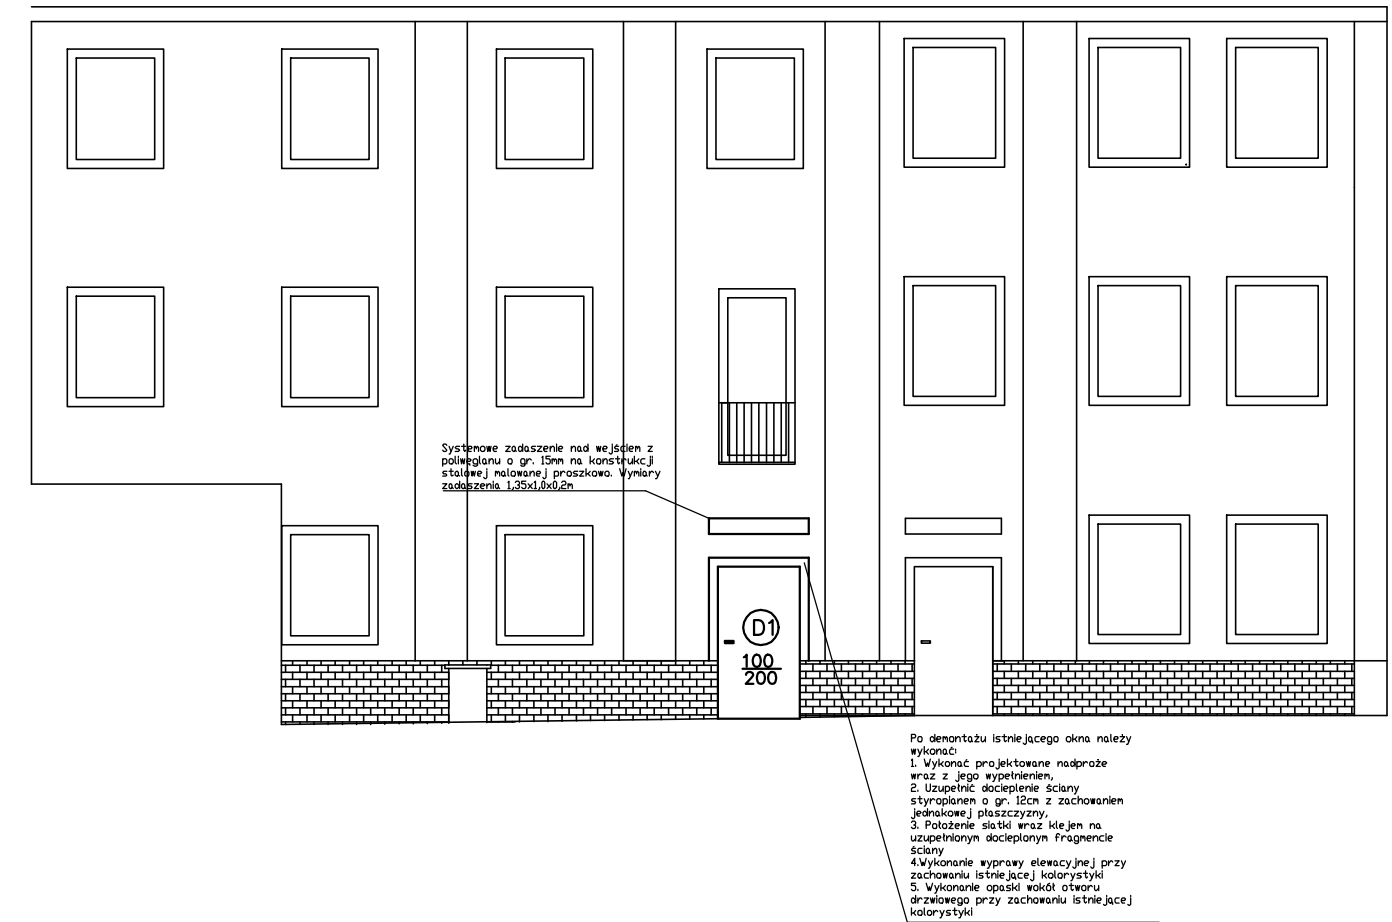 Systemowe zadaszenie nad wejściem z
poliwęglanu o gr. 15mm na konstrukcji
stalowej malowanej proszkowo. Wymiary
zadaszenia 1,35x1,0x0,2m
D1
100
200
Po demontażu istniejącego okna należy
wykonać:
1. Wykonać projektowane nadproże
wraz z jego wypełnieniem,
2. Uzupełnić docieplenie ściany
styropianem o gr. 12cm z zachowaniem
jednakowej płaszczyzny,
3. Położenie siatki wraz klejem na
uzupełnionym docieplonym fragmencie
ściany
4.Wykonanie wyprawy elewacyjnej przy
zachowaniu istniejącej kolorystyki
5. Wykonanie opaski wokół otworu
drzwiowego przy zachowaniu istniejącej
kolorystyki